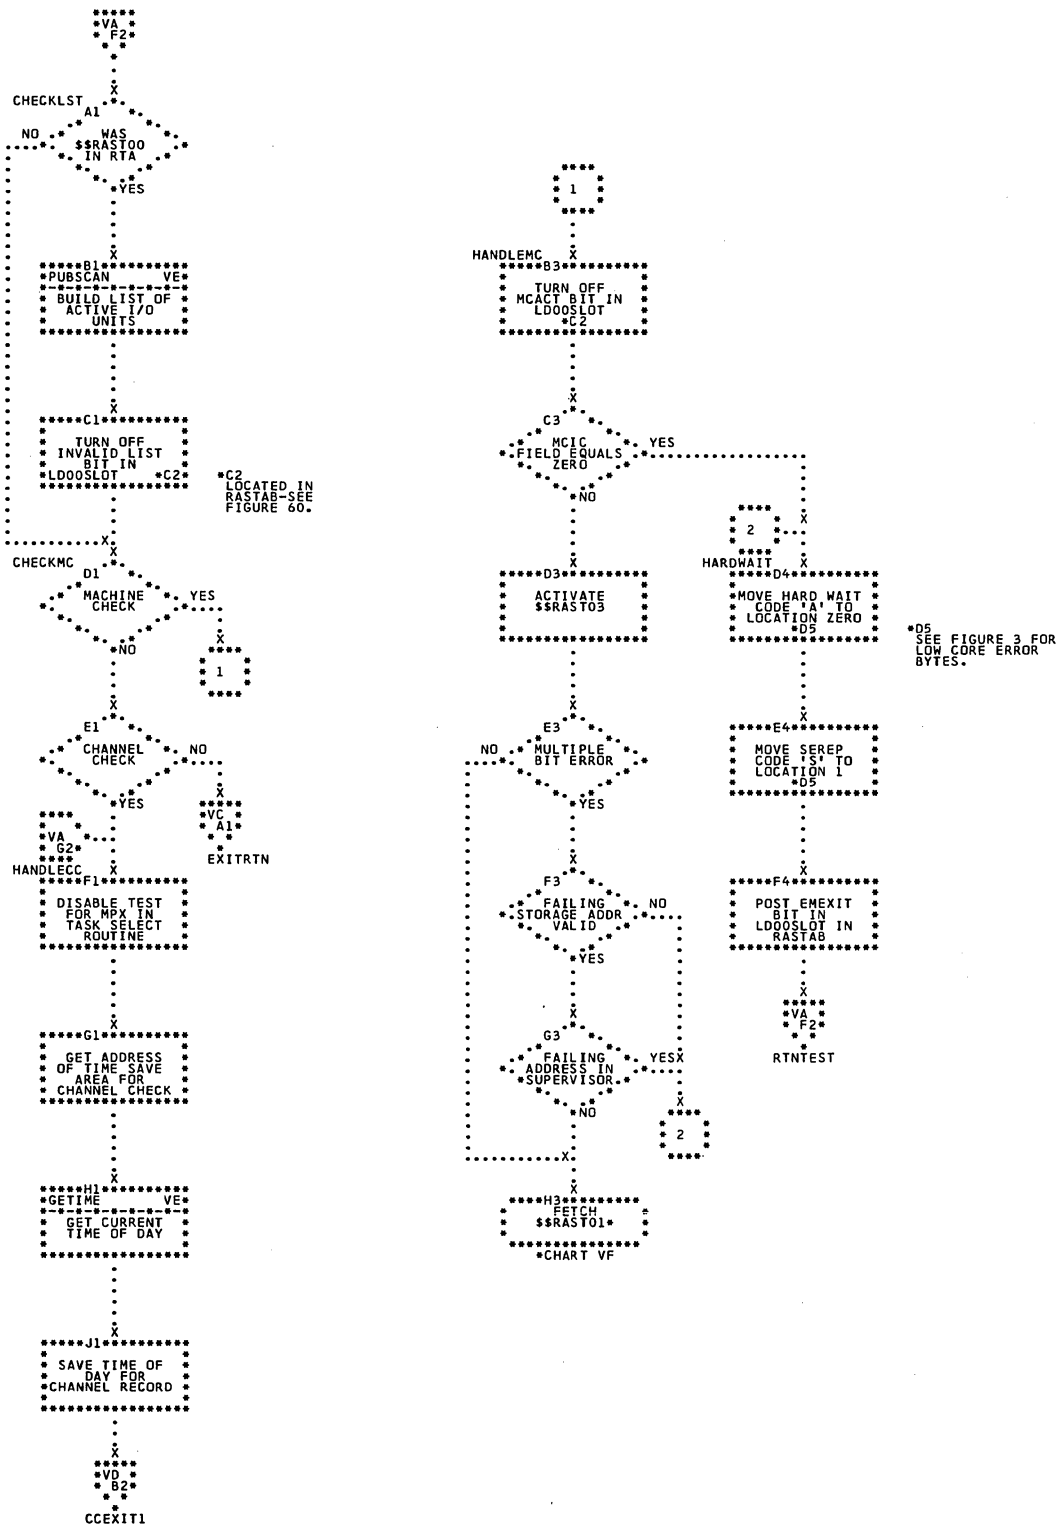 VA
F2
CHECKLST
A1
NO
WAS
$$RAST00
IN RTA
YES
B1
PUBSCAN VE
BUILD LIST OF
ACTIVE I/O
UNITS
C1
TURN OFF
INVALID LIST
BIT IN
LD00SLOT *C2
*C2
LOCATED IN
RASTAB-SEE
FIGURE 60.
CHECKMC
D1
MACHINE
CHECK
YES
NO
1
E1
CHANNEL
CHECK
NO
YES
VC
A1
EXITRTN
VA
G2
HANDLECC
F1
DISABLE TEST
FOR MPX IN
TASK SELECT
ROUTINE
G1
GET ADDRESS
OF TIME SAVE
AREA FOR
CHANNEL CHECK
H1
GETIME VE
GET CURRENT
TIME OF DAY
J1
SAVE TIME OF
DAY FOR
CHANNEL RECORD
VD
B2
CCEXIT1
1
HANDLEMC
B3
TURN OFF
MCACT BIT IN
LD00SLOT
*C2
C3
MCIC
FIELD EQUALS
ZERO
YES
NO
D3
ACTIVATE
$$RAST03
E3
NO
MULTIPLE
BIT ERROR
YES
F3
FAILING
STORAGE ADDR
VALID
NO
YES
G3
FAILING
ADDRESS IN
SUPERVISOR
YES
NO
2
H3
FETCH
$$RAST01*
*CHART VF
2
HARDWAIT
D4
MOVE HARD WAIT
CODE 'A' TO
LOCATION ZERO
*D5
*D5
SEE FIGURE 3 FOR
LOW CORE ERROR
BYTES.
E4
MOVE SEREP
CODE 'S' TO
LOCATION 1
*D5
F4
POST EMEXIT
BIT IN
LD00SLOT IN
RASTAB
VA
F2
RTNTEST